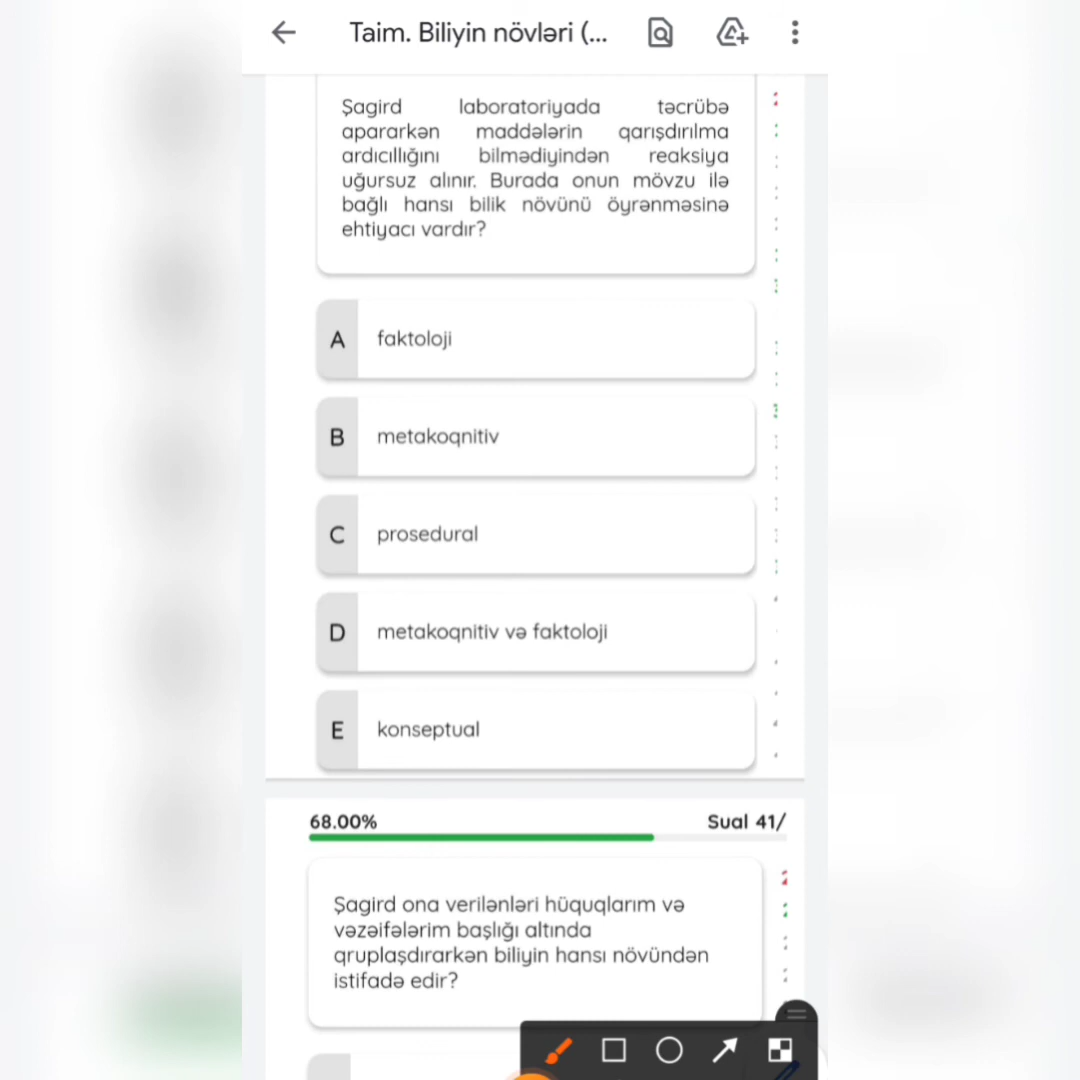 Taim. Biliyin növləri (...
Şagird laboratoriyada təcrübə
apararkən maddələrin qarışdırılma
ardıcıllığını bilmədiyindən reaksiya
uğursuz alınır. Burada onun mövzu ilə
bağlı hansı bilik növünü öyrənməsinə
ehtiyacı vardır?
A faktoloji
B metakoqnitiv
C prosedural
D metakoqnitiv və faktoloji
E konseptual
68.00% Sual 41/
Şagird ona verilənləri hüquqlarım və
vəzəifələrim başlığı altında
qruplaşdırarkən biliyin hansı növündən
istifadə edir?